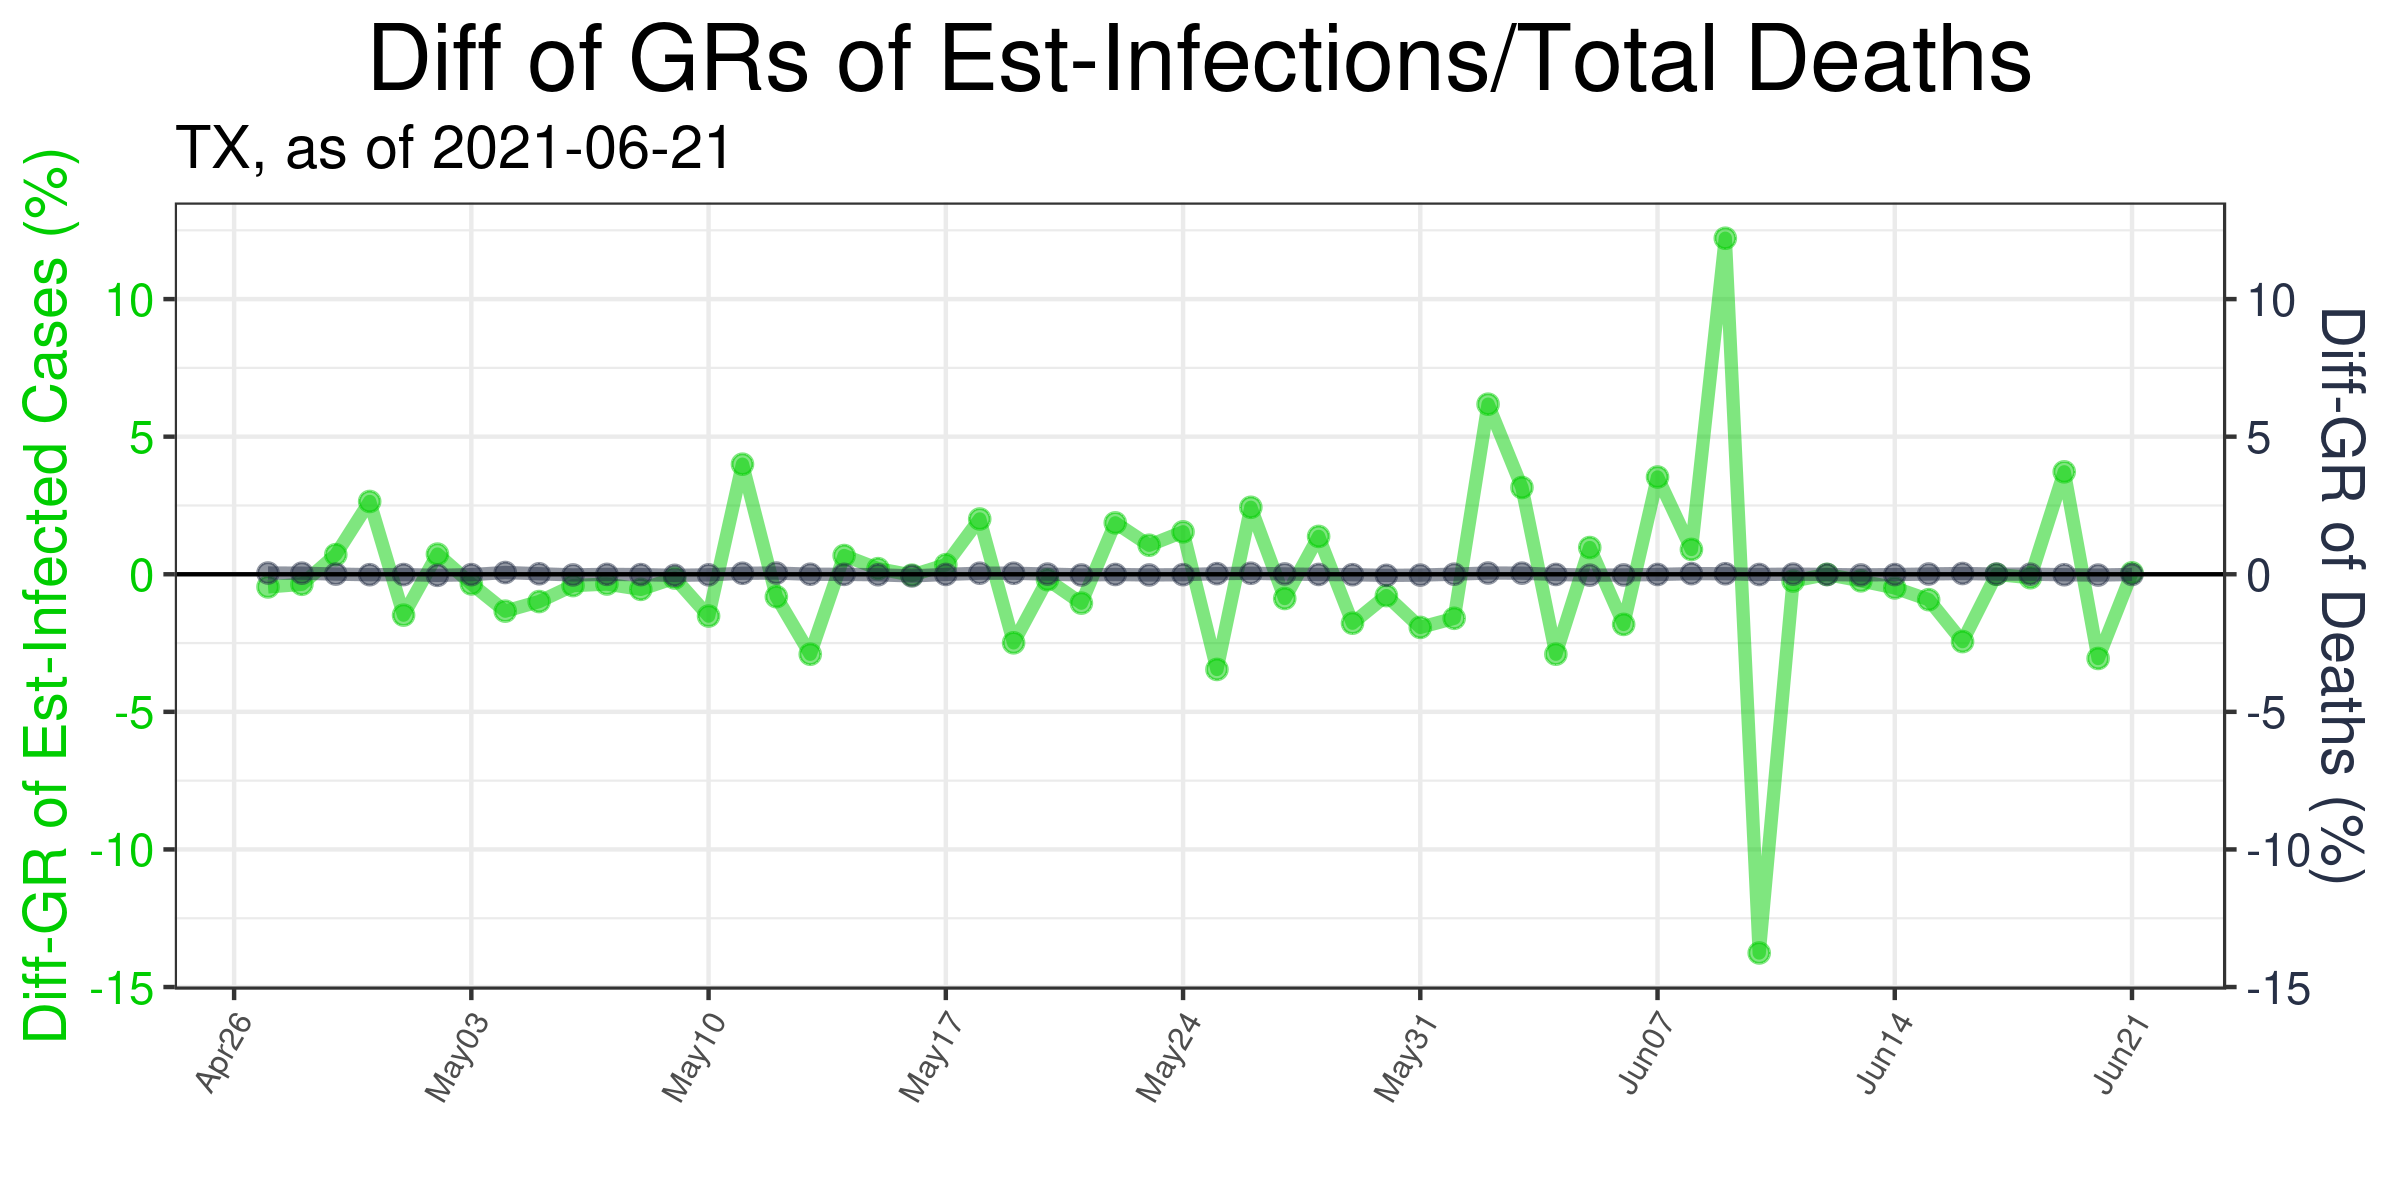 Diff of GRs of Est-Infections/Total Deaths
TX, as of 2021-06-21
Diff-GR of Est-Infected Cases (%)
10
5
0
-5
-10
-15
10
5
0
-5
-10
-15
Diff-GR of Deaths (%)
Apr26
May03
May10
May17
May24
May31
Jun07
Jun14
Jun21